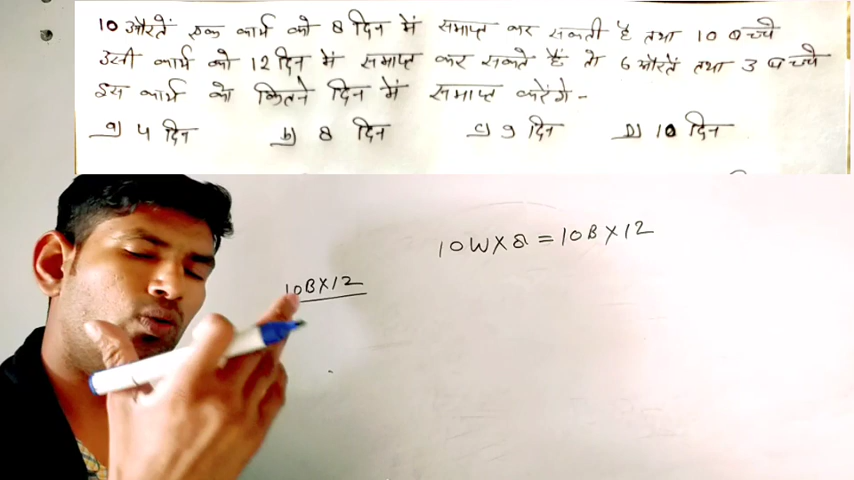 10 औरतें एक कार्य को 8 दिन में समाप्त कर सकती है तथा 10 बच्चे
उसी कार्य को 12 दिन में समाप्त कर सकते हैं तो 6 औरतें तथा 3 बच्चे
इस कार्य को कितने दिन में समाप्त करेंगे -
a) 4 दिन b) 8 दिन c) 9 दिन D) 10 दिन
10W×8 = 10B×12
10B×12